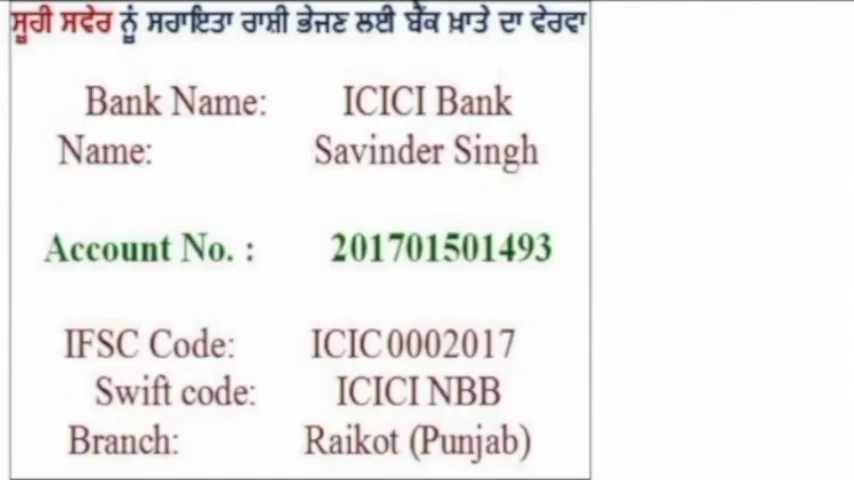 ਸੂਹੀ ਸਵੇਰ ਨੂੰ ਸਹਾਇਤਾ ਰਾਸ਼ੀ ਭੇਜਣ ਲਈ ਬੈਂਕ ਖ਼ਾਤੇ ਦਾ ਵੇਰਵਾ
Bank Name: ICICI Bank
Name: Savinder Singh
Account No. : 201701501493
IFSC Code: ICIC0002017
Swift code: ICICI NBB
Branch: Raikot (Punjab)